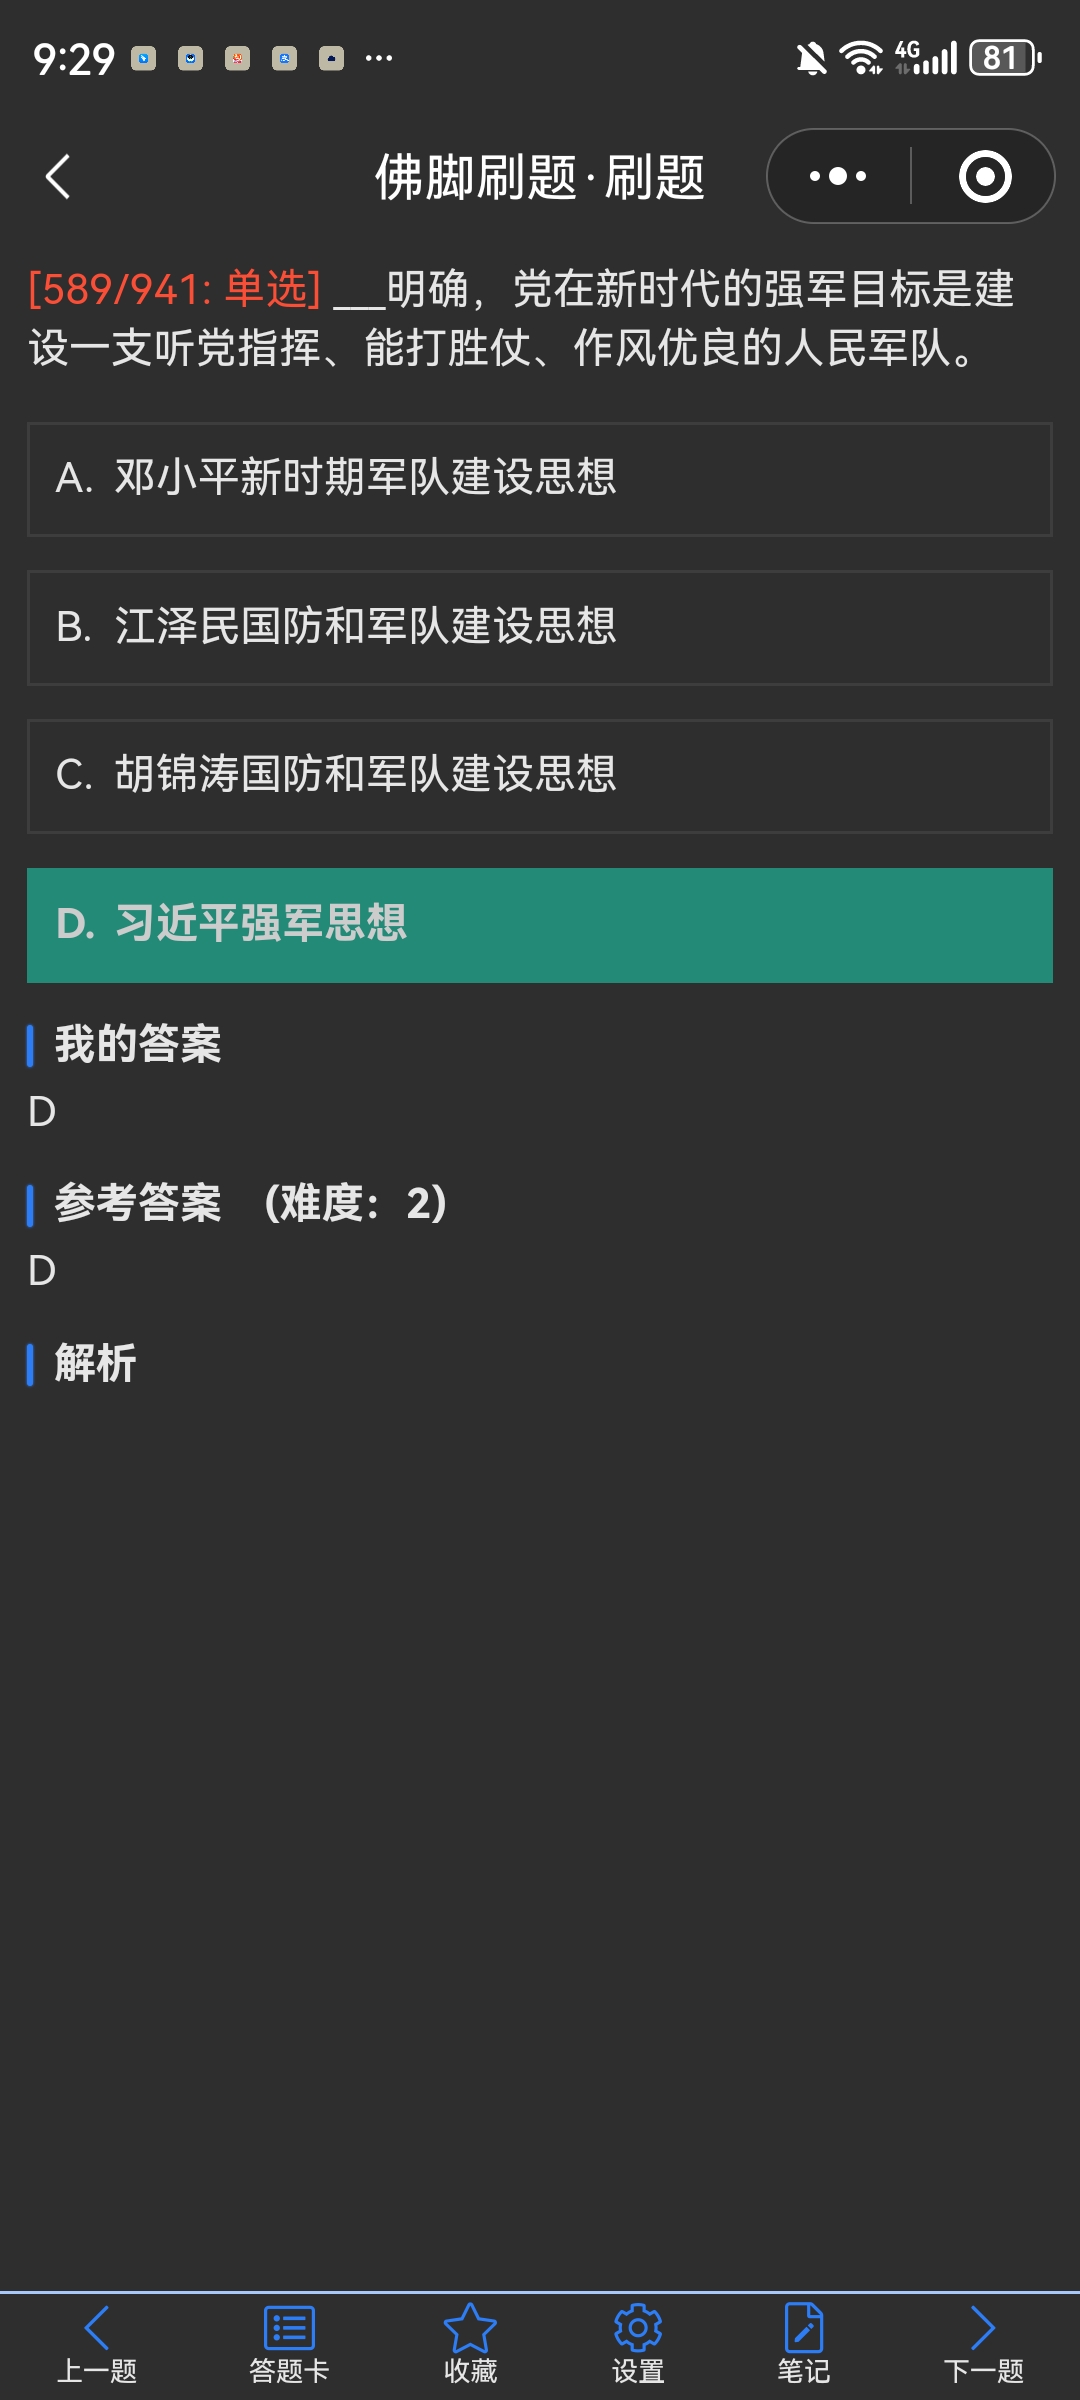 9:29
4G
81
佛脚刷题·刷题
[589/941: 单选] ___明确，党在新时代的强军目标是建
设一支听党指挥、能打胜仗、作风优良的人民军队。
A. 邓小平新时期军队建设思想
B. 江泽民国防和军队建设思想
C. 胡锦涛国防和军队建设思想
D. 习近平强军思想
我的答案
D
参考答案 (难度：2)
D
解析
上一题 答题卡 收藏 设置 笔记 下一题